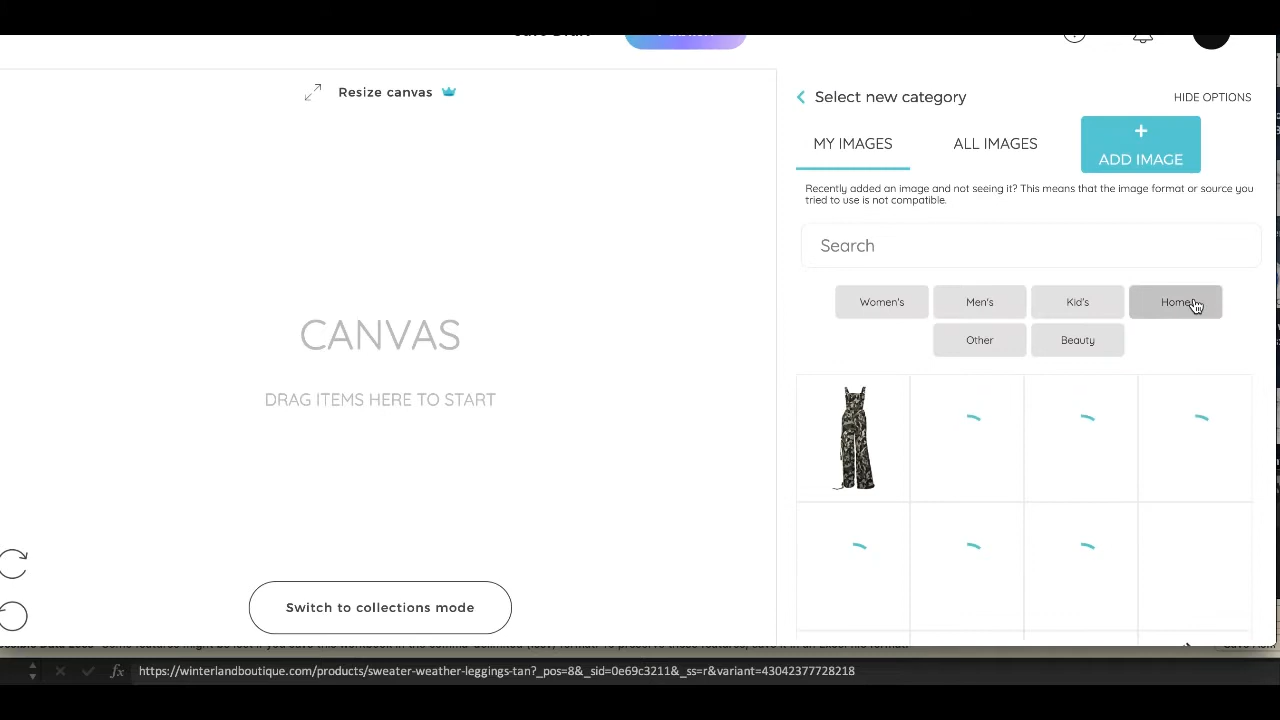 Resize canvas
Select new category
HIDE OPTIONS
MY IMAGES
ALL IMAGES
+
ADD IMAGE
Recently added an image and not seeing it? This means that the image format or source you
tried to use is not compatible.
Search
Women's
Men's
Kid's
Home
Other
Beauty
CANVAS
DRAG ITEMS HERE TO START
Switch to collections mode
fx
https://winterlandboutique.com/products/sweater-weather-leggings-tan?_pos=8&_sid=0e69c3211&_ss=r&variant=43042377728218